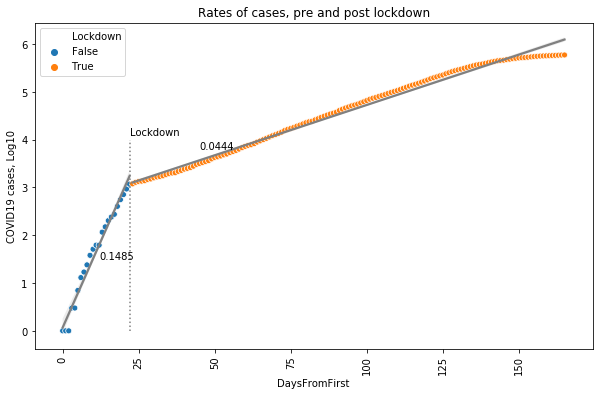 Rates of cases, pre and post lockdown
Lockdown
False
True
COVID19 cases, Log10
6
5
4
3
2
1
0
Lockdown
0.0444
0.1485
0
25
50
75
100
125
150
DaysFromFirst